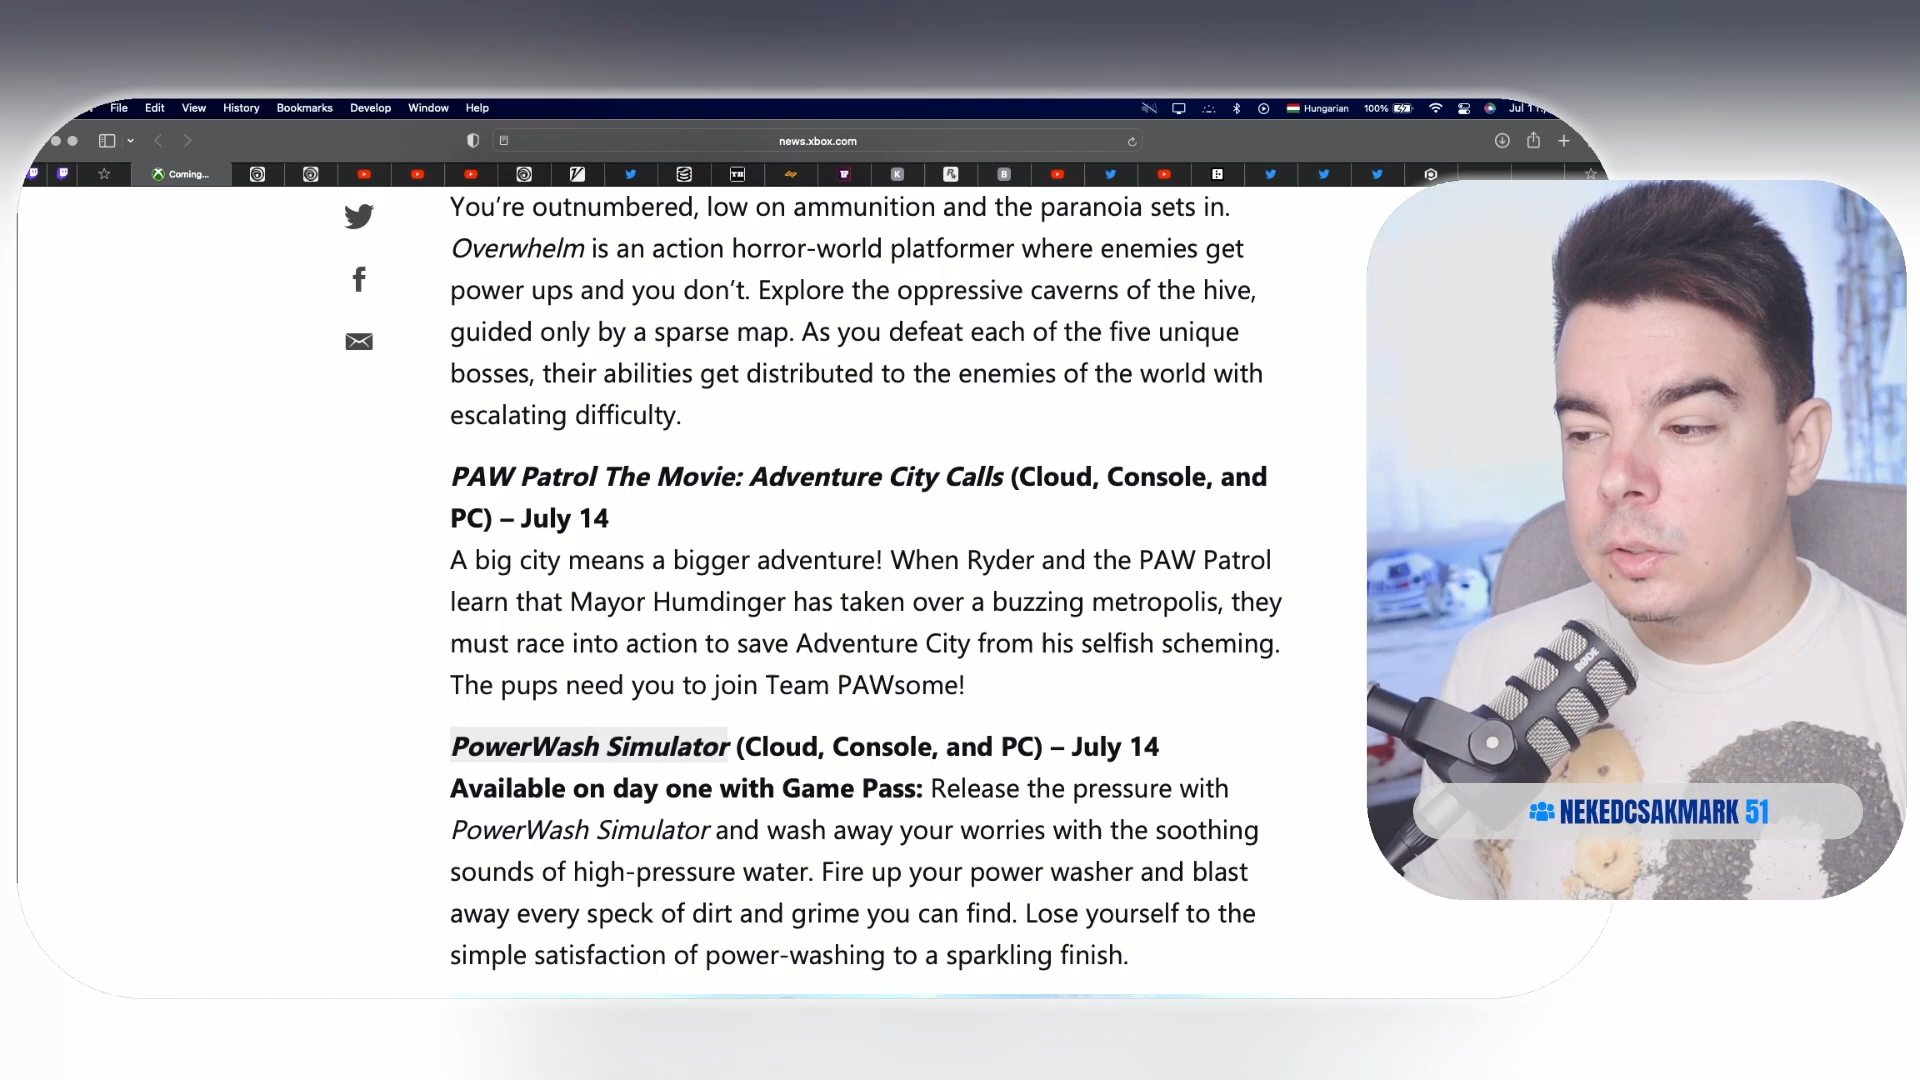 File Edit View History Bookmarks Develop Window Help
Hungarian 100% Jul 1
news.xbox.com
Coming...
You’re outnumbered, low on ammunition and the paranoia sets in.
Overwhelm is an action horror-world platformer where enemies get
power ups and you don’t. Explore the oppressive caverns of the hive,
guided only by a sparse map. As you defeat each of the five unique
bosses, their abilities get distributed to the enemies of the world with
escalating difficulty.
PAW Patrol The Movie: Adventure City Calls (Cloud, Console, and
PC) – July 14
A big city means a bigger adventure! When Ryder and the PAW Patrol
learn that Mayor Humdinger has taken over a buzzing metropolis, they
must race into action to save Adventure City from his selfish scheming.
The pups need you to join Team PAWsome!
PowerWash Simulator (Cloud, Console, and PC) – July 14
Available on day one with Game Pass: Release the pressure with
PowerWash Simulator and wash away your worries with the soothing
sounds of high-pressure water. Fire up your power washer and blast
away every speck of dirt and grime you can find. Lose yourself to the
simple satisfaction of power-washing to a sparkling finish.
RØDE
NEKEDCSAKMARK 51